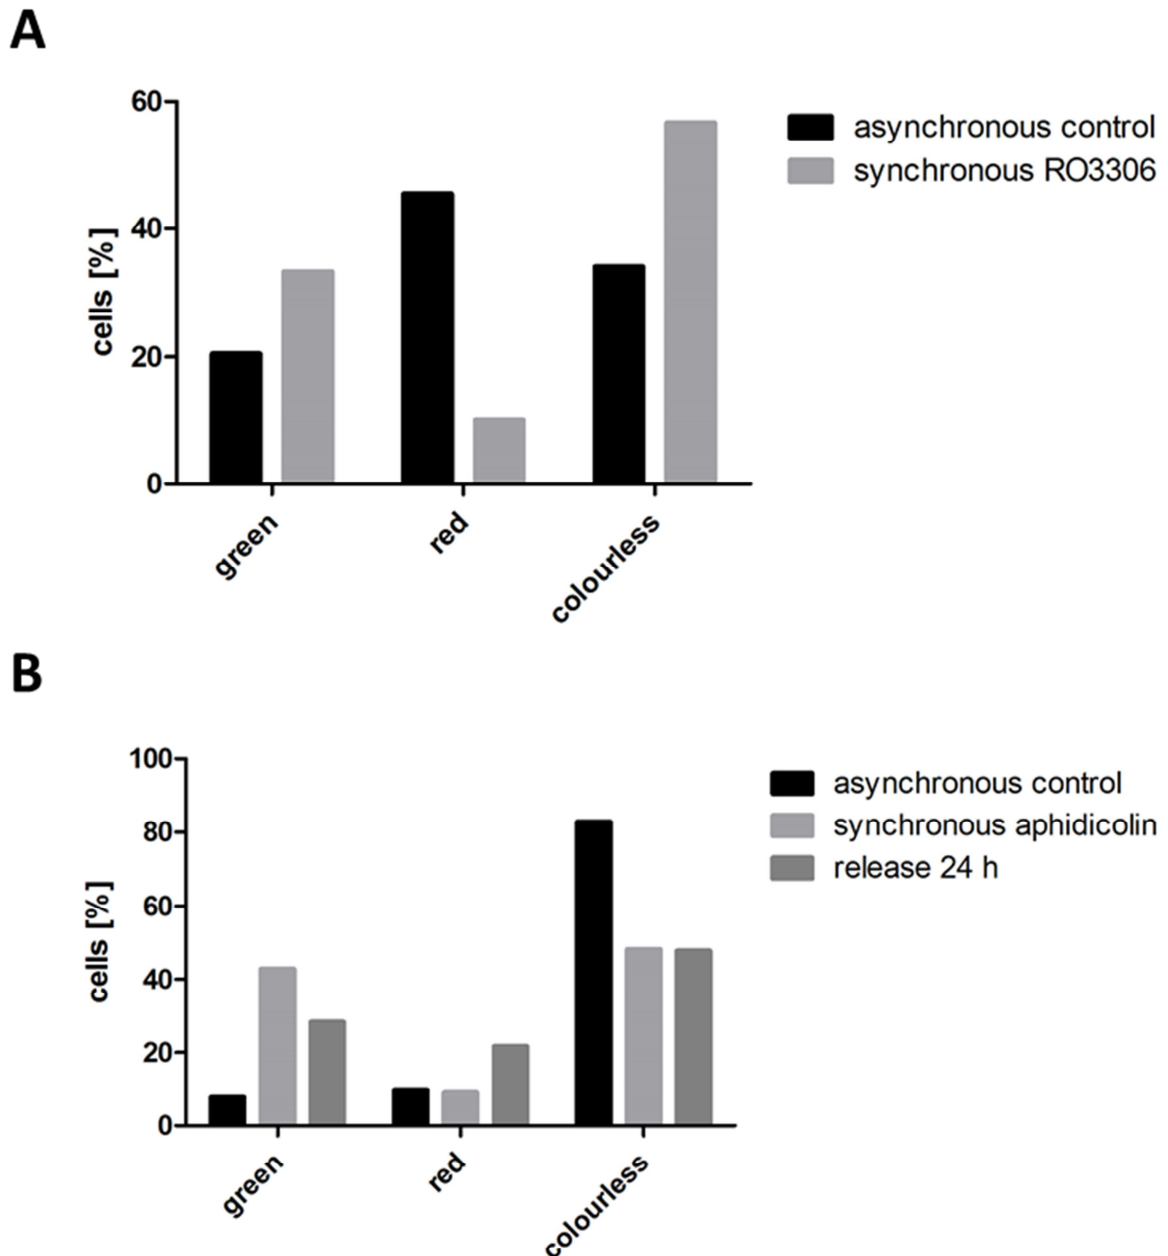 A
60
40
20
0
cells [%]
green
red
colourless
asynchronous control
synchronous RO3306
B
100
80
60
40
20
0
cells [%]
green
red
colourless
asynchronous control
synchronous aphidicolin
release 24 h